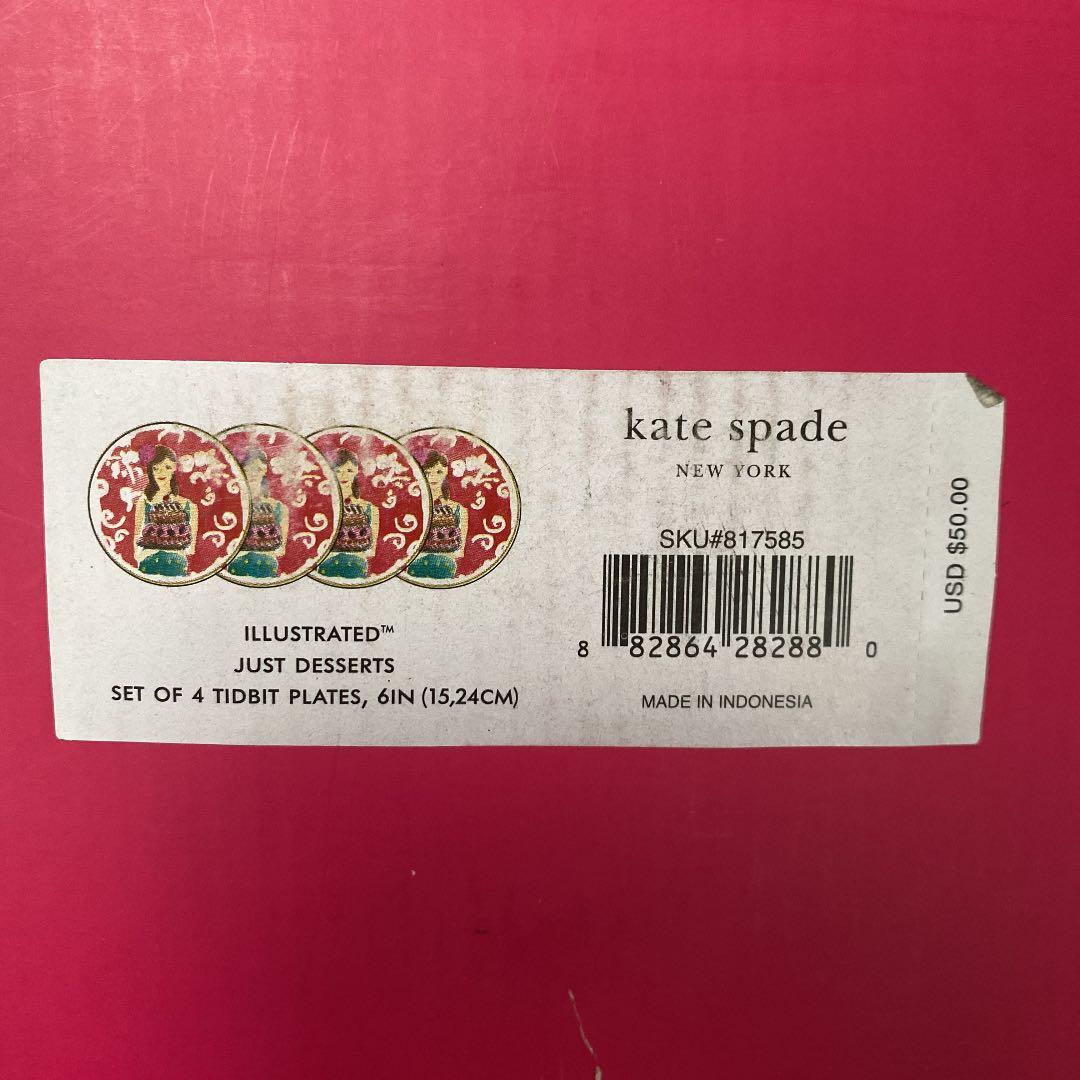 kate spade
NEW YORK
SKU#817585
8 82864 28288 0
MADE IN INDONESIA
USD $50.00
ILLUSTRATED™
JUST DESSERTS
SET OF 4 TIDBIT PLATES, 6IN (15,24CM)